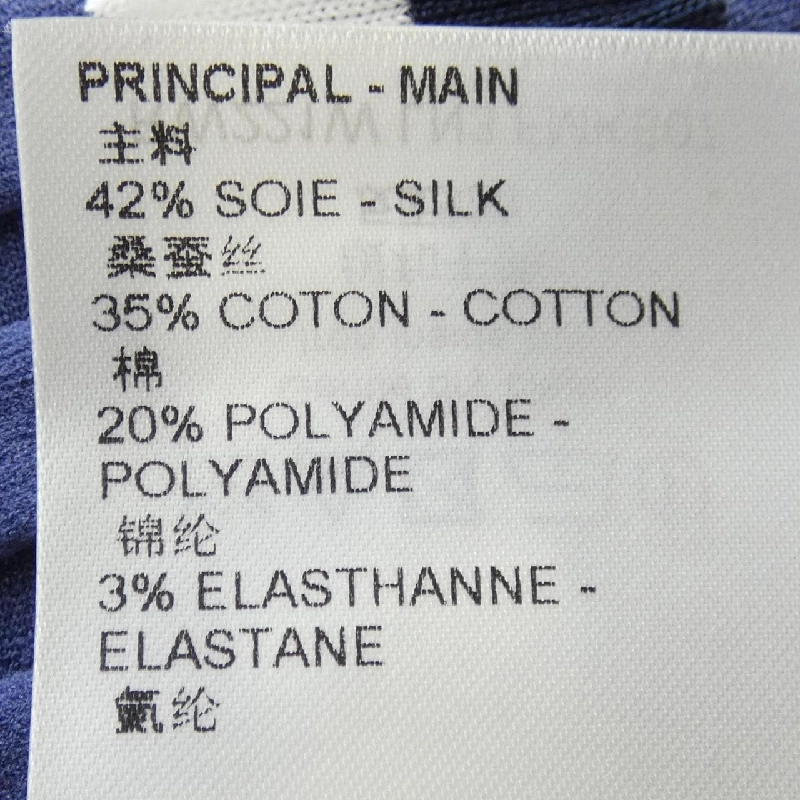 PRINCIPAL - MAIN
主料
42% SOIE - SILK
桑蚕丝
35% COTON - COTTON
棉
20% POLYAMIDE -
POLYAMIDE
锦纶
3% ELASTHANNE -
ELASTANE
氨纶